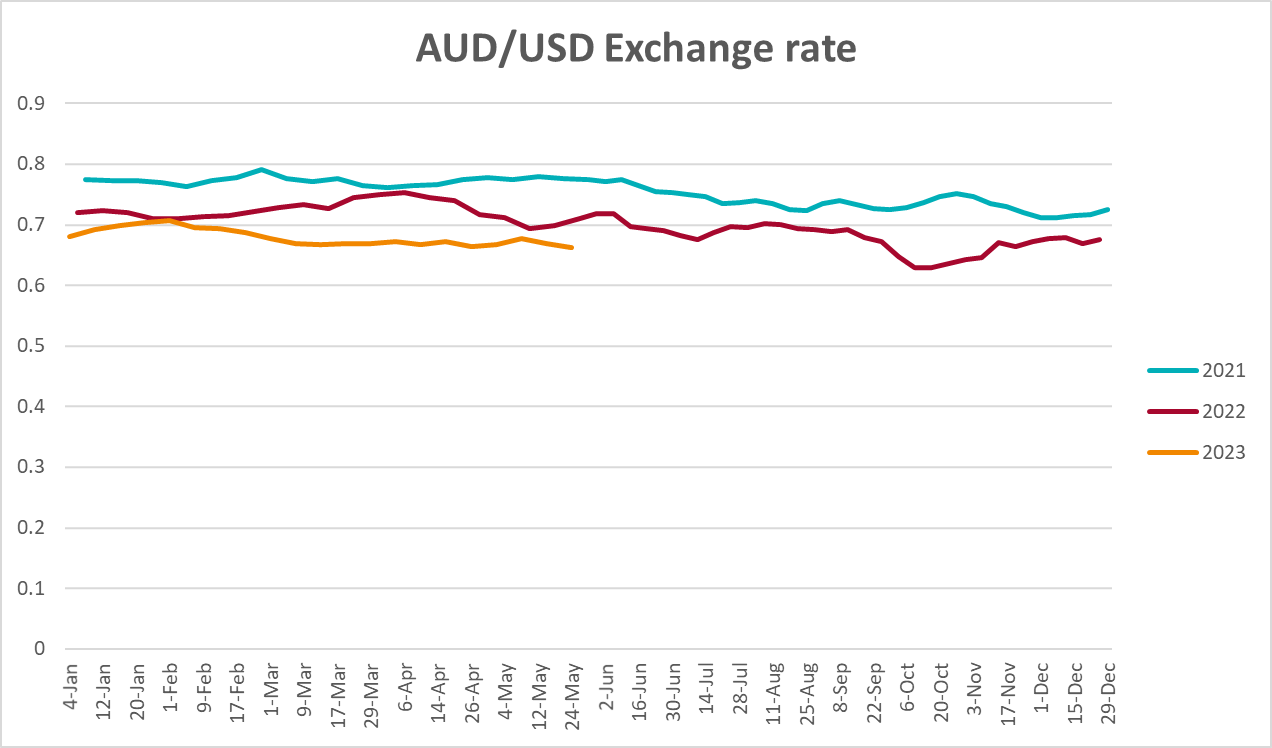 AUD/USD Exchange rate
0.9
0.8
0.7
0.6
0.5
0.4
0.3
0.2
0.1
0
2021
2022
2023
4-Jan
12-Jan
20-Jan
1-Feb
9-Feb
17-Feb
1-Mar
9-Mar
17-Mar
29-Mar
6-Apr
14-Apr
26-Apr
4-May
12-May
24-May
2-Jun
16-Jun
30-Jun
14-Jul
28-Jul
11-Aug
25-Aug
8-Sep
22-Sep
6-Oct
20-Oct
3-Nov
17-Nov
1-Dec
15-Dec
29-Dec